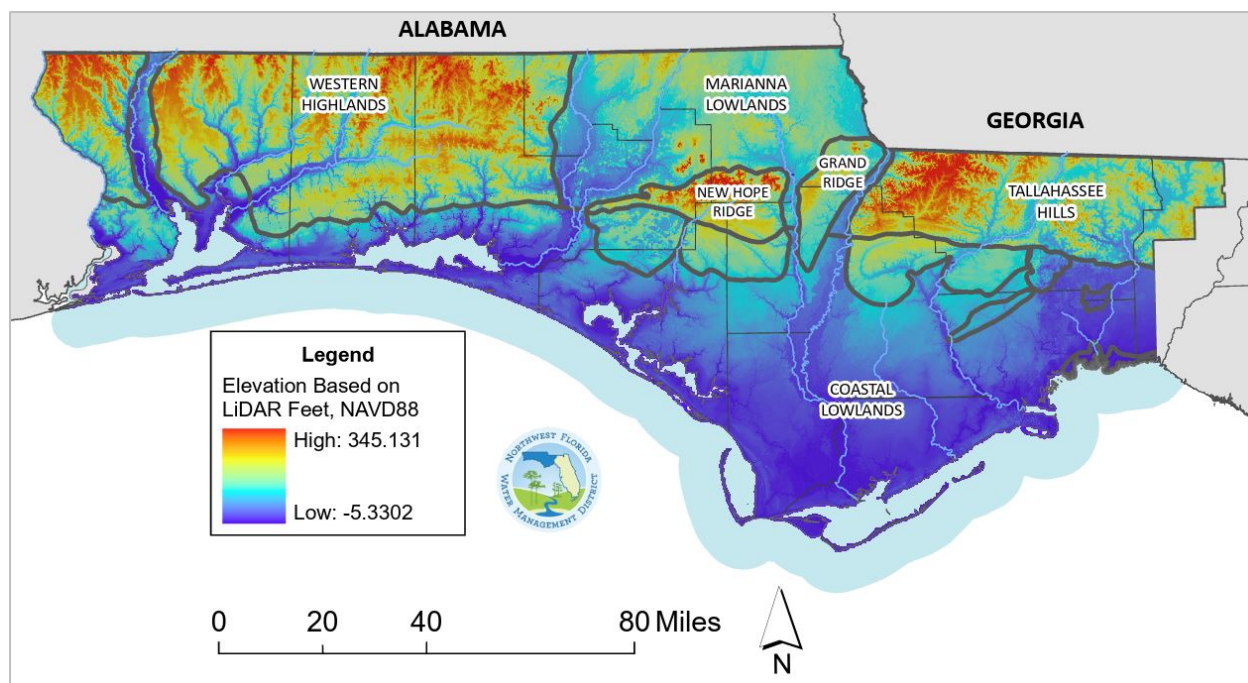 ALABAMA
WESTERN
HIGHLANDS
MARIANNA
LOWLANDS
GEORGIA
GRAND
RIDGE
NEW HOPE
RIDGE
TALLAHASSEE
HILLS
COASTAL
LOWLANDS
Legend
Elevation Based on
LiDAR Feet, NAVD88
High: 345.131
Low: -5.3302
NORTHWEST FLORIDA
WATER MANAGEMENT DISTRICT
0 20 40 80 Miles
N